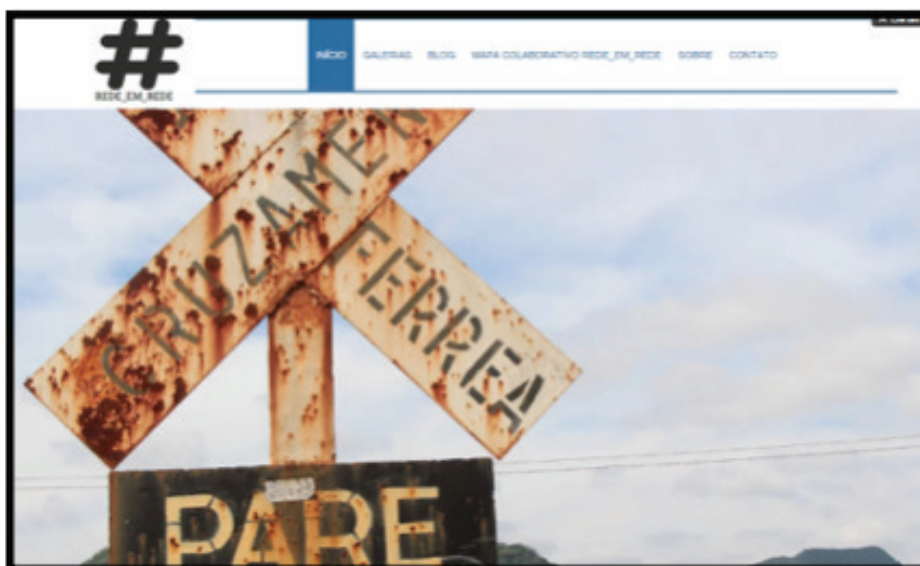 #
REDE_EM_REDE
INÍCIO GALERIAS BLOG MAPA COLABORATIVO REDE_EM_REDE SOBRE CONTATO
CRUZAMEN
FERREA
PARE